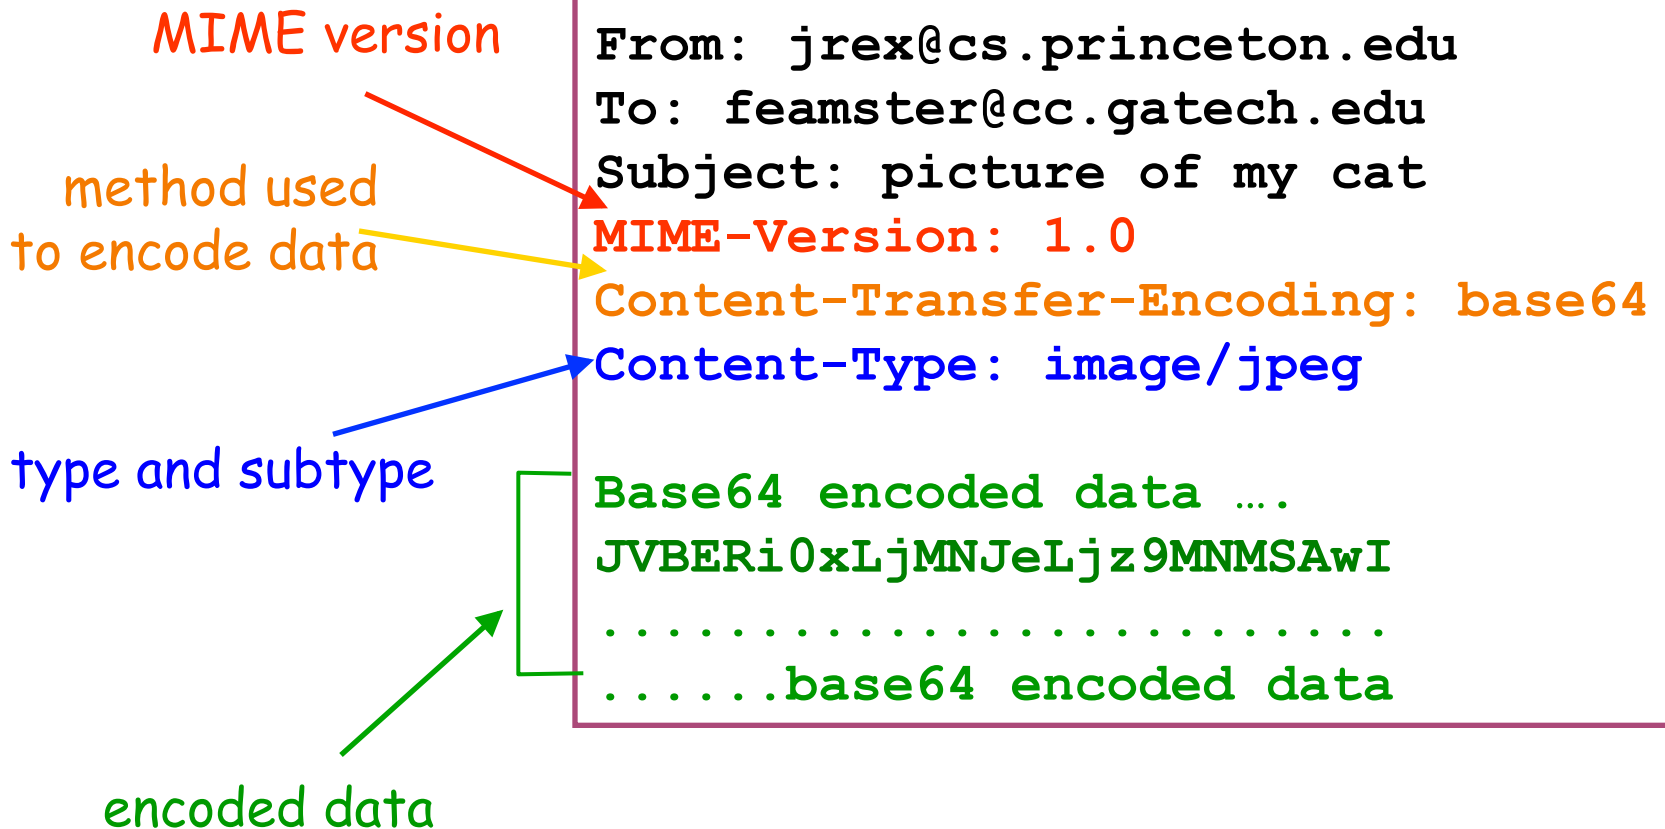 MIME version
method used
to encode data
type and subtype
encoded data
From: jrex@cs.princeton.edu
To: feamster@cc.gatech.edu
Subject: picture of my cat
MIME-Version: 1.0
Content-Transfer-Encoding: base64
Content-Type: image/jpeg
Base64 encoded data ….
JVBERi0xLjMNJeLjz9MNMSAwI
.........................
......base64 encoded data